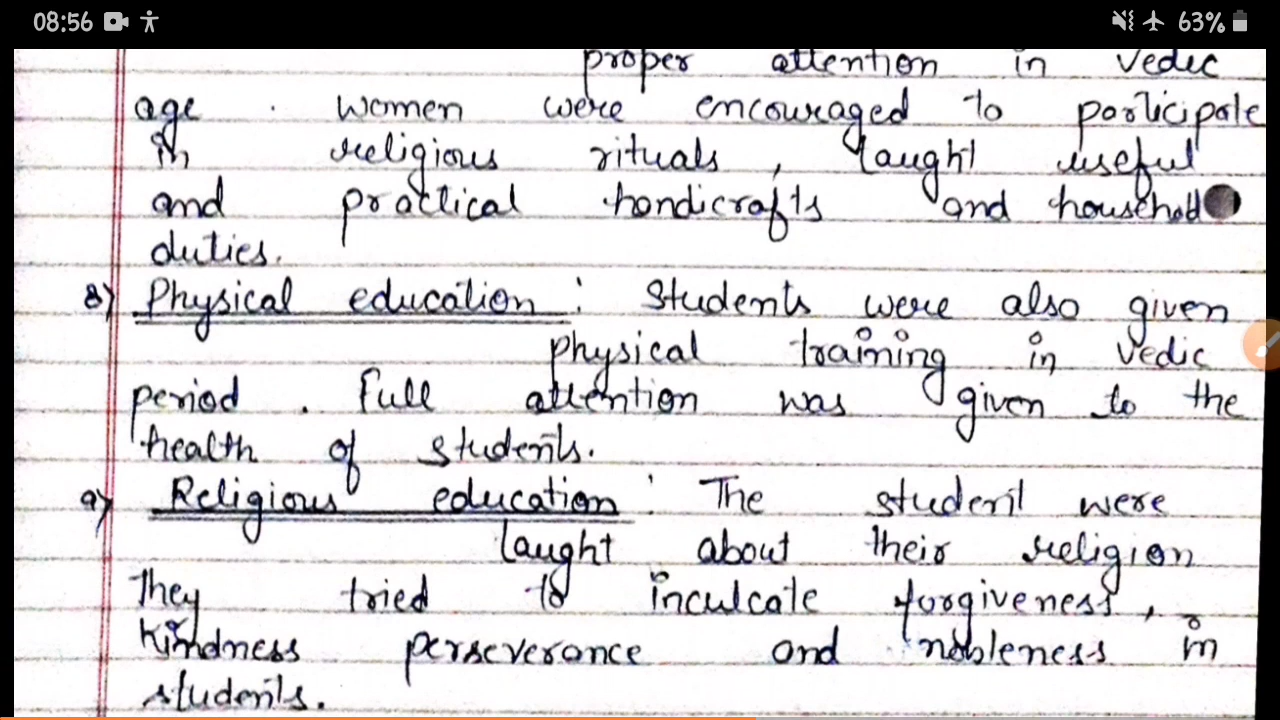 08:56 63%
proper attention in vedic
age . women were encouraged to participate
in religious rituals , taught useful
and practical handicrafts and househod
duties.
8) Physical education : Students were also given
physical training in vedic
period . Full attention was given to the
health of students.
9) Religious education : The student were
taught about their religion
They tried to inculcate forgiveness ,
kindness perseverance and nobleness in
students.